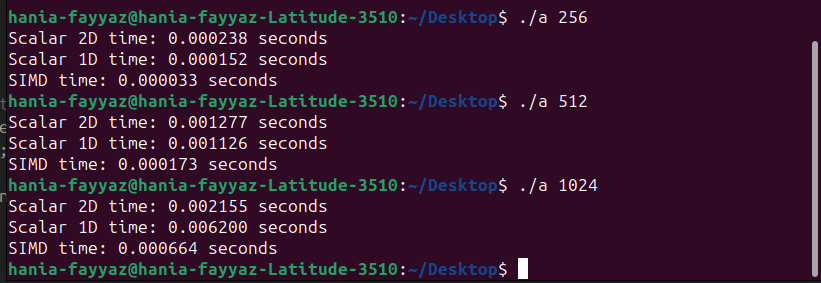 hania-fayyaz@hania-fayyaz-Latitude-3510:~/Desktop$ ./a 256
Scalar 2D time: 0.000238 seconds
Scalar 1D time: 0.000152 seconds
SIMD time: 0.000033 seconds
hania-fayyaz@hania-fayyaz-Latitude-3510:~/Desktop$ ./a 512
Scalar 2D time: 0.001277 seconds
Scalar 1D time: 0.001126 seconds
SIMD time: 0.000173 seconds
hania-fayyaz@hania-fayyaz-Latitude-3510:~/Desktop$ ./a 1024
Scalar 2D time: 0.002155 seconds
Scalar 1D time: 0.006200 seconds
SIMD time: 0.000664 seconds
hania-fayyaz@hania-fayyaz-Latitude-3510:~/Desktop$